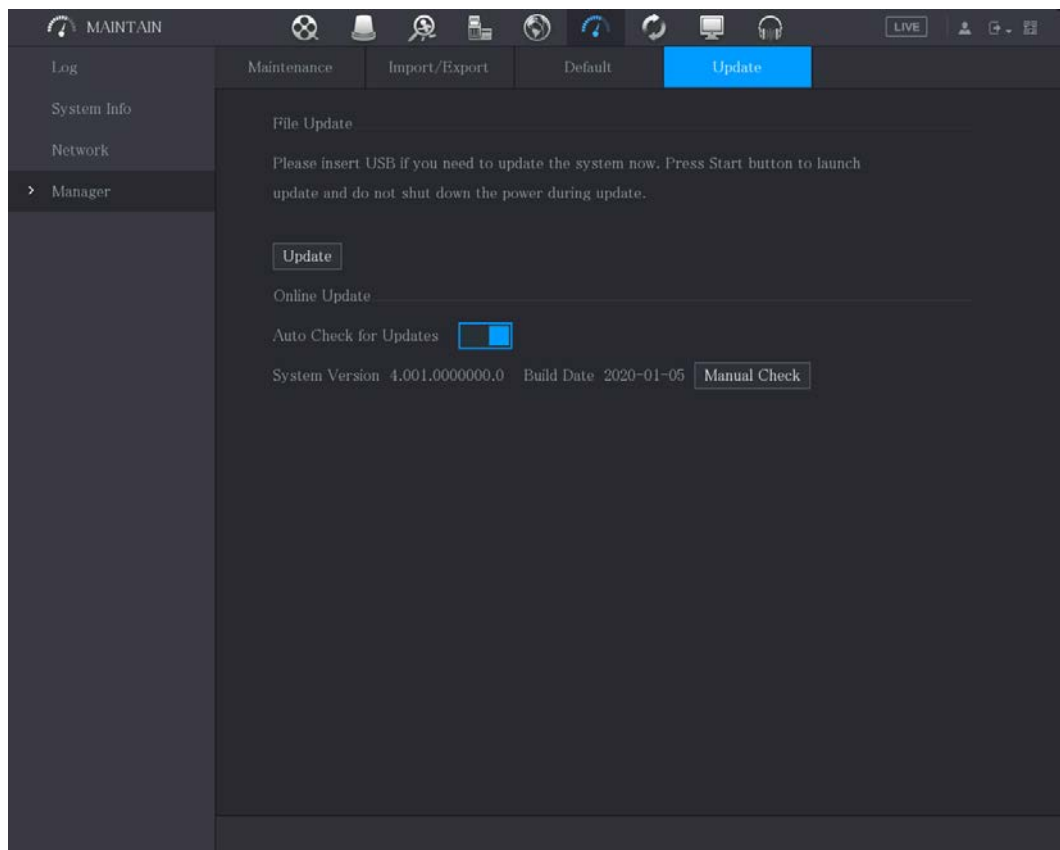 MAINTAIN
LIVE
Log
System Info
Network
Manager
Maintenance
Import/Export
Default
Update
File Update
Please insert USB if you need to update the system now. Press Start button to launch
update and do not shut down the power during update.
Update
Online Update
Auto Check for Updates
System Version 4.001.0000000.0 Build Date 2020-01-05 Manual Check